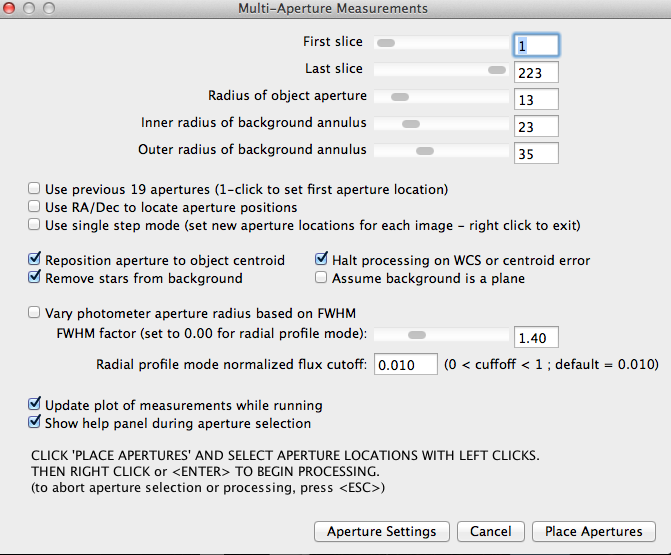 Multi-Aperture Measurements
First slice 1
Last slice 223
Radius of object aperture 13
Inner radius of background annulus 23
Outer radius of background annulus 35
Use previous 19 apertures (1-click to set first aperture location)
Use RA/Dec to locate aperture positions
Use single step mode (set new aperture locations for each image - right click to exit)
Reposition aperture to object centroid Halt processing on WCS or centroid error
Remove stars from background Assume background is a plane
Vary photometer aperture radius based on FWHM
FWHM factor (set to 0.00 for radial profile mode): 1.40
Radial profile mode normalized flux cutoff: 0.010 (0 < cuffoff < 1 ; default = 0.010)
Update plot of measurements while running
Show help panel during aperture selection
CLICK 'PLACE APERTURES' AND SELECT APERTURE LOCATIONS WITH LEFT CLICKS.
THEN RIGHT CLICK or <ENTER> TO BEGIN PROCESSING.
(to abort aperture selection or processing, press <ESC>)
Aperture Settings Cancel Place Apertures